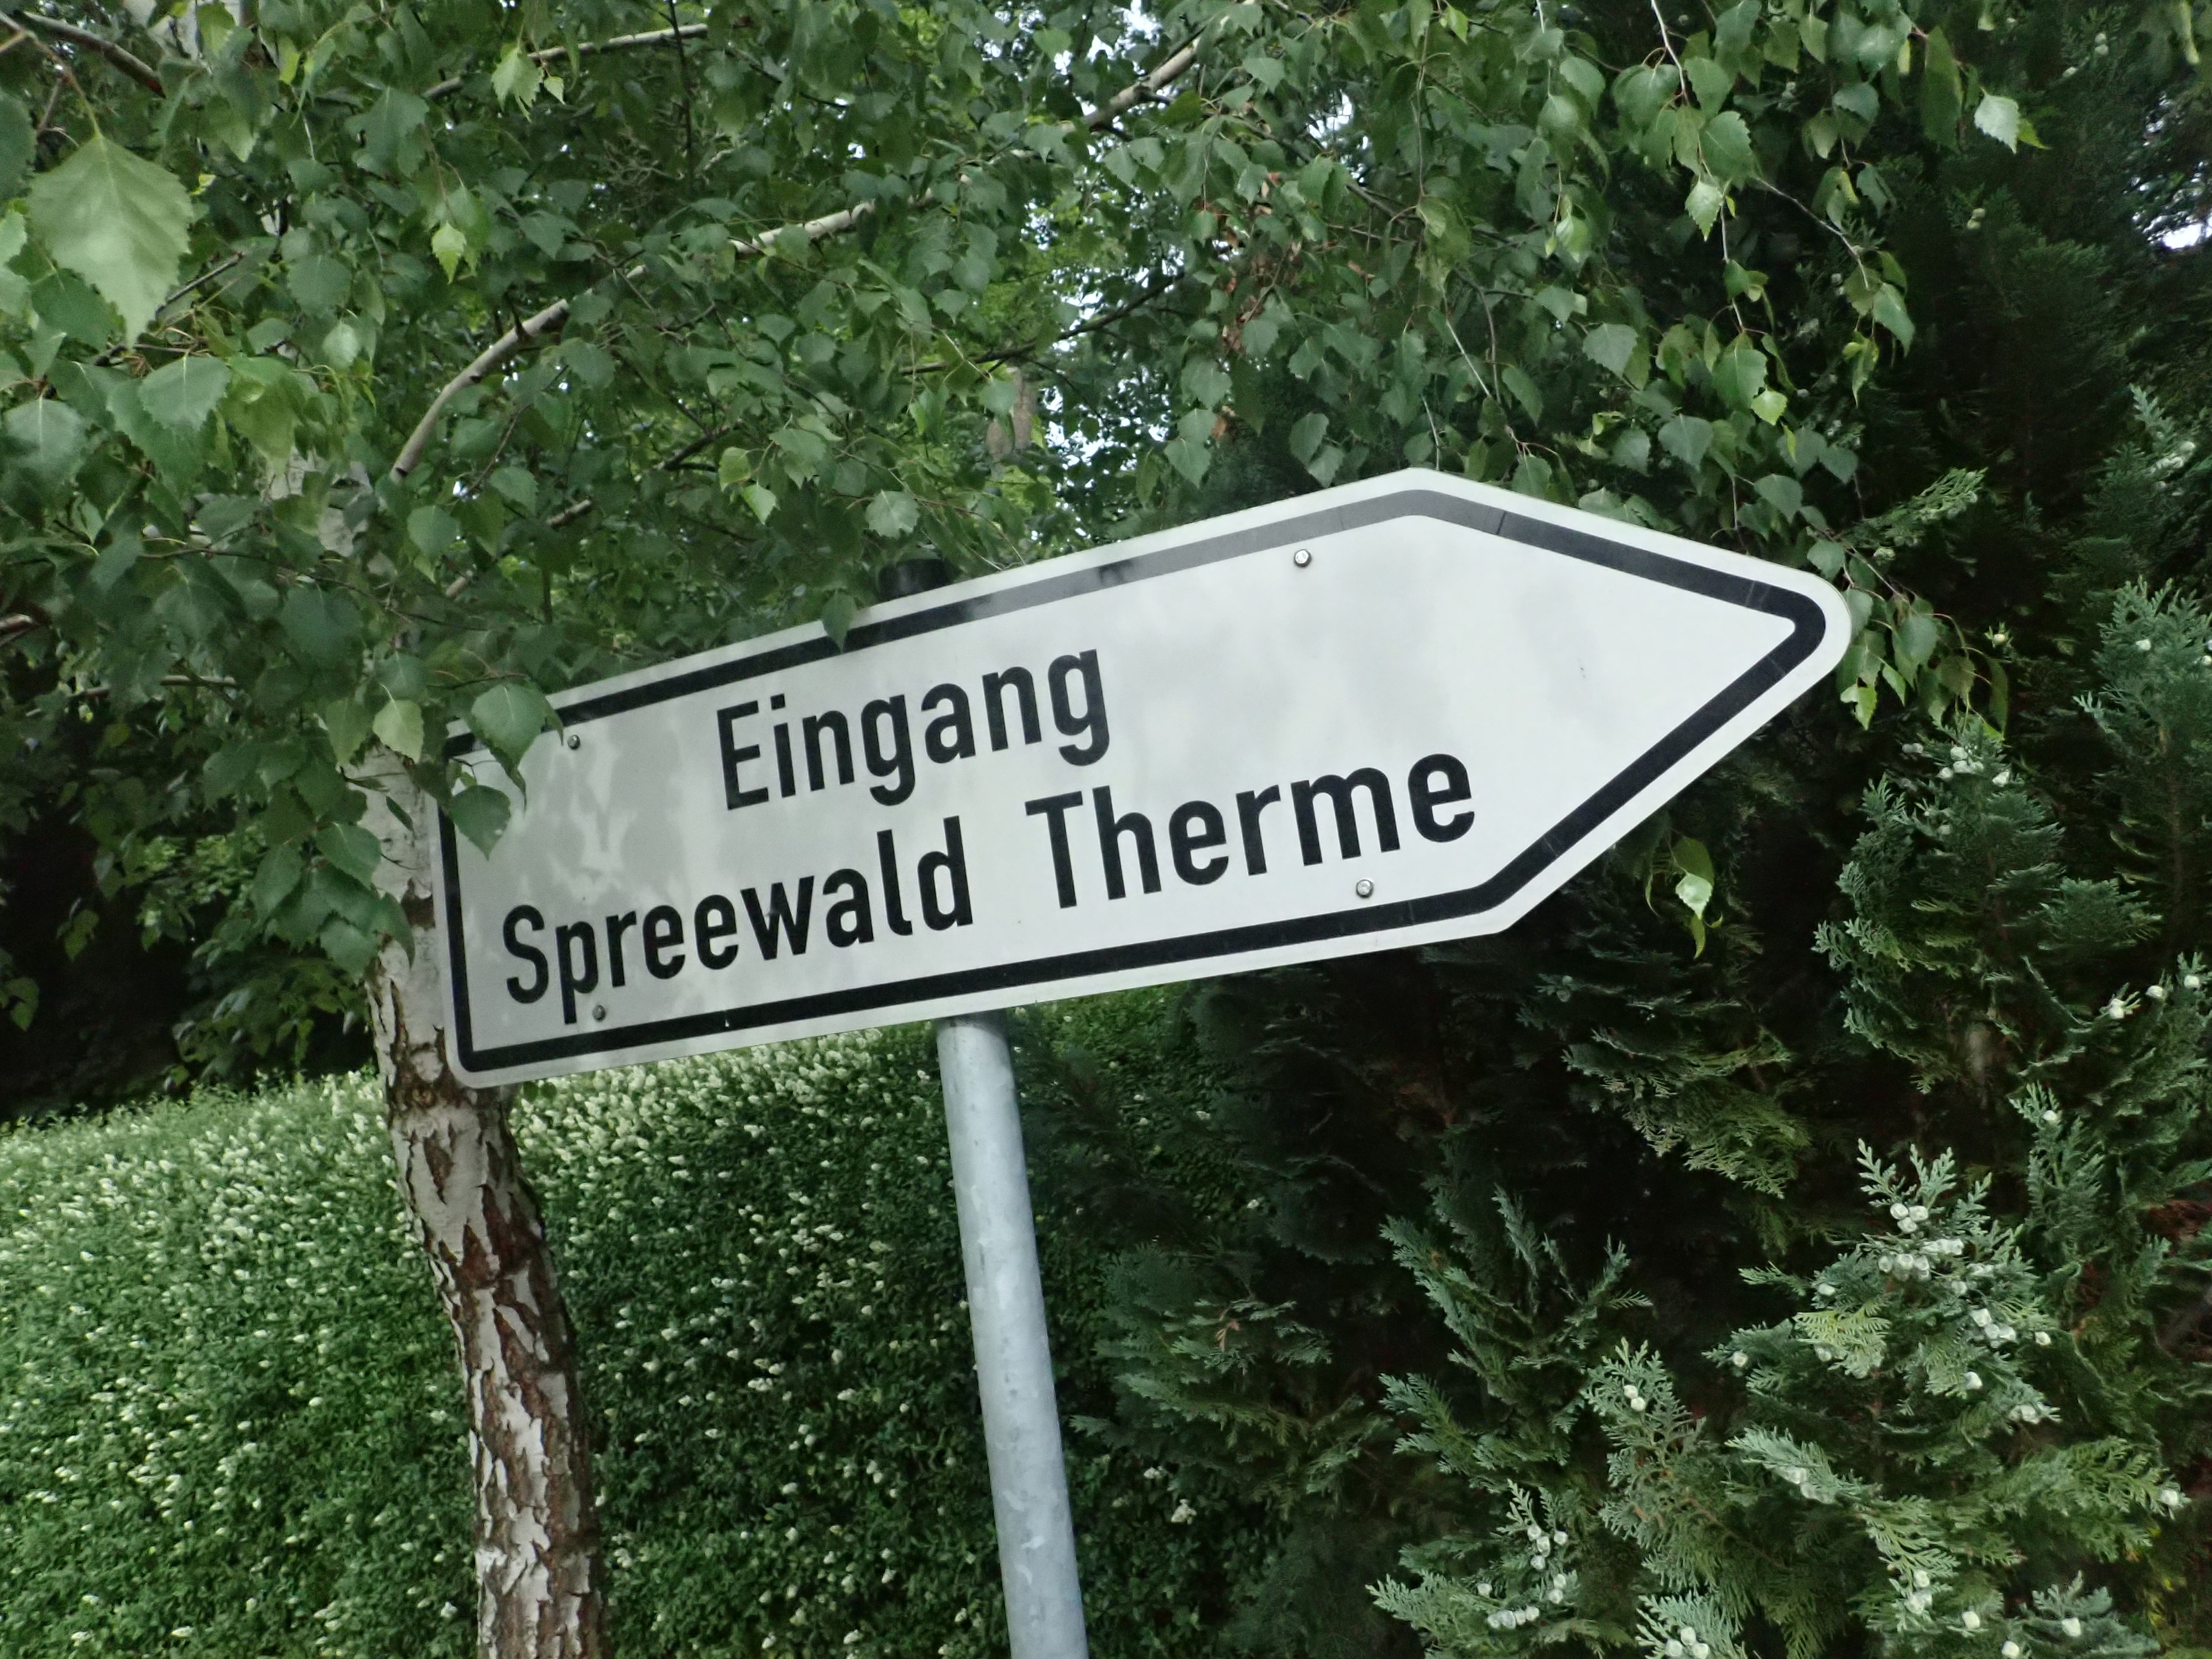 Eingang
Spreewald Therme